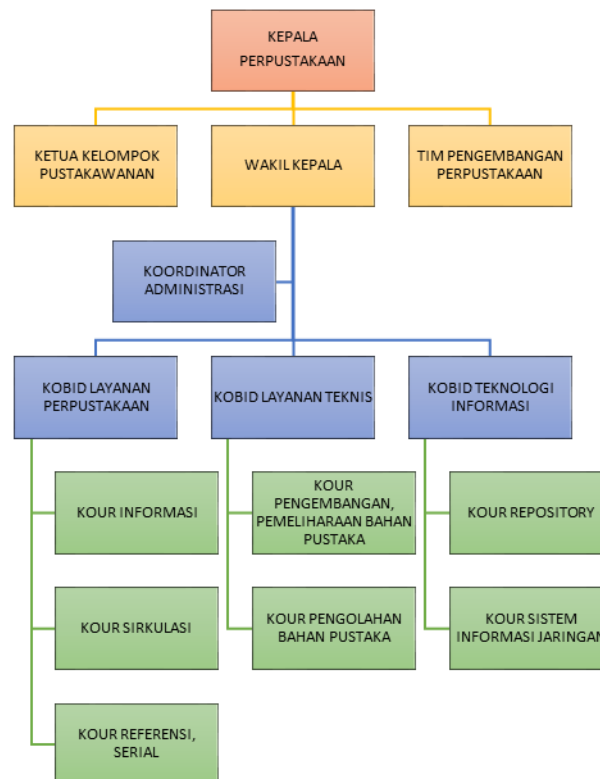 KEPALA
PERPUSTAKAAN
KETUA KELOMPOK
PUSTAKAWANAN
WAKIL KEPALA
TIM PENGEMBANGAN
PERPUSTAKAAN
KOORDINATOR
ADMINISTRASI
KOBID LAYANAN
PERPUSTAKAAN
KOBID LAYANAN TEKNIS
KOBID TEKNOLOGI
INFORMASI
KOUR INFORMASI
KOUR
PENGEMBANGAN,
PEMELIHARAAN BAHAN
PUSTAKA
KOUR REPOSITORY
KOUR SIRKULASI
KOUR PENGOLAHAN
BAHAN PUSTAKA
KOUR SISTEM
INFORMASI JARINGAN
KOUR REFERENSI,
SERIAL